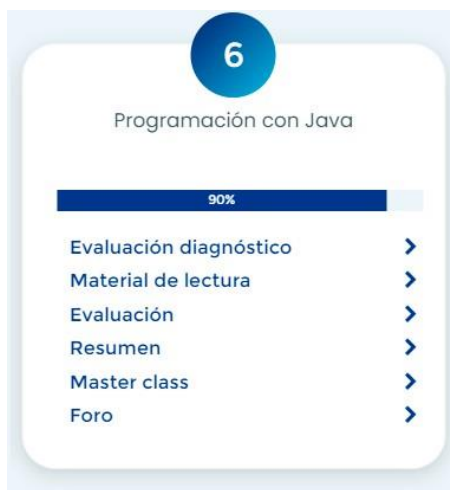 6
Programación con Java
90%
Evaluación diagnóstico
Material de lectura
Evaluación
Resumen
Master class
Foro